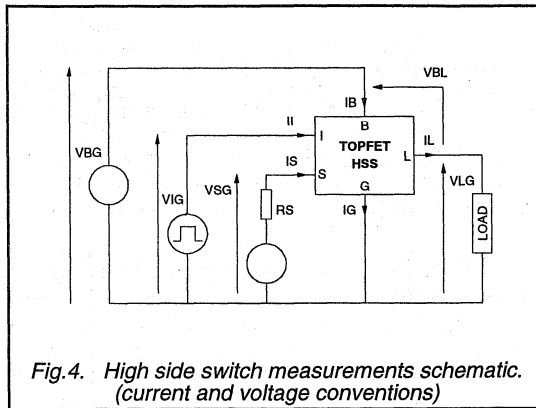 VBL
IB
B
II
I
TOPFET
HSS
L
IL
VBG
IS
S
VIG
VSG
RS
G
IG
VLG
LOAD
Fig.4. High side switch measurements schematic.
(current and voltage conventions)